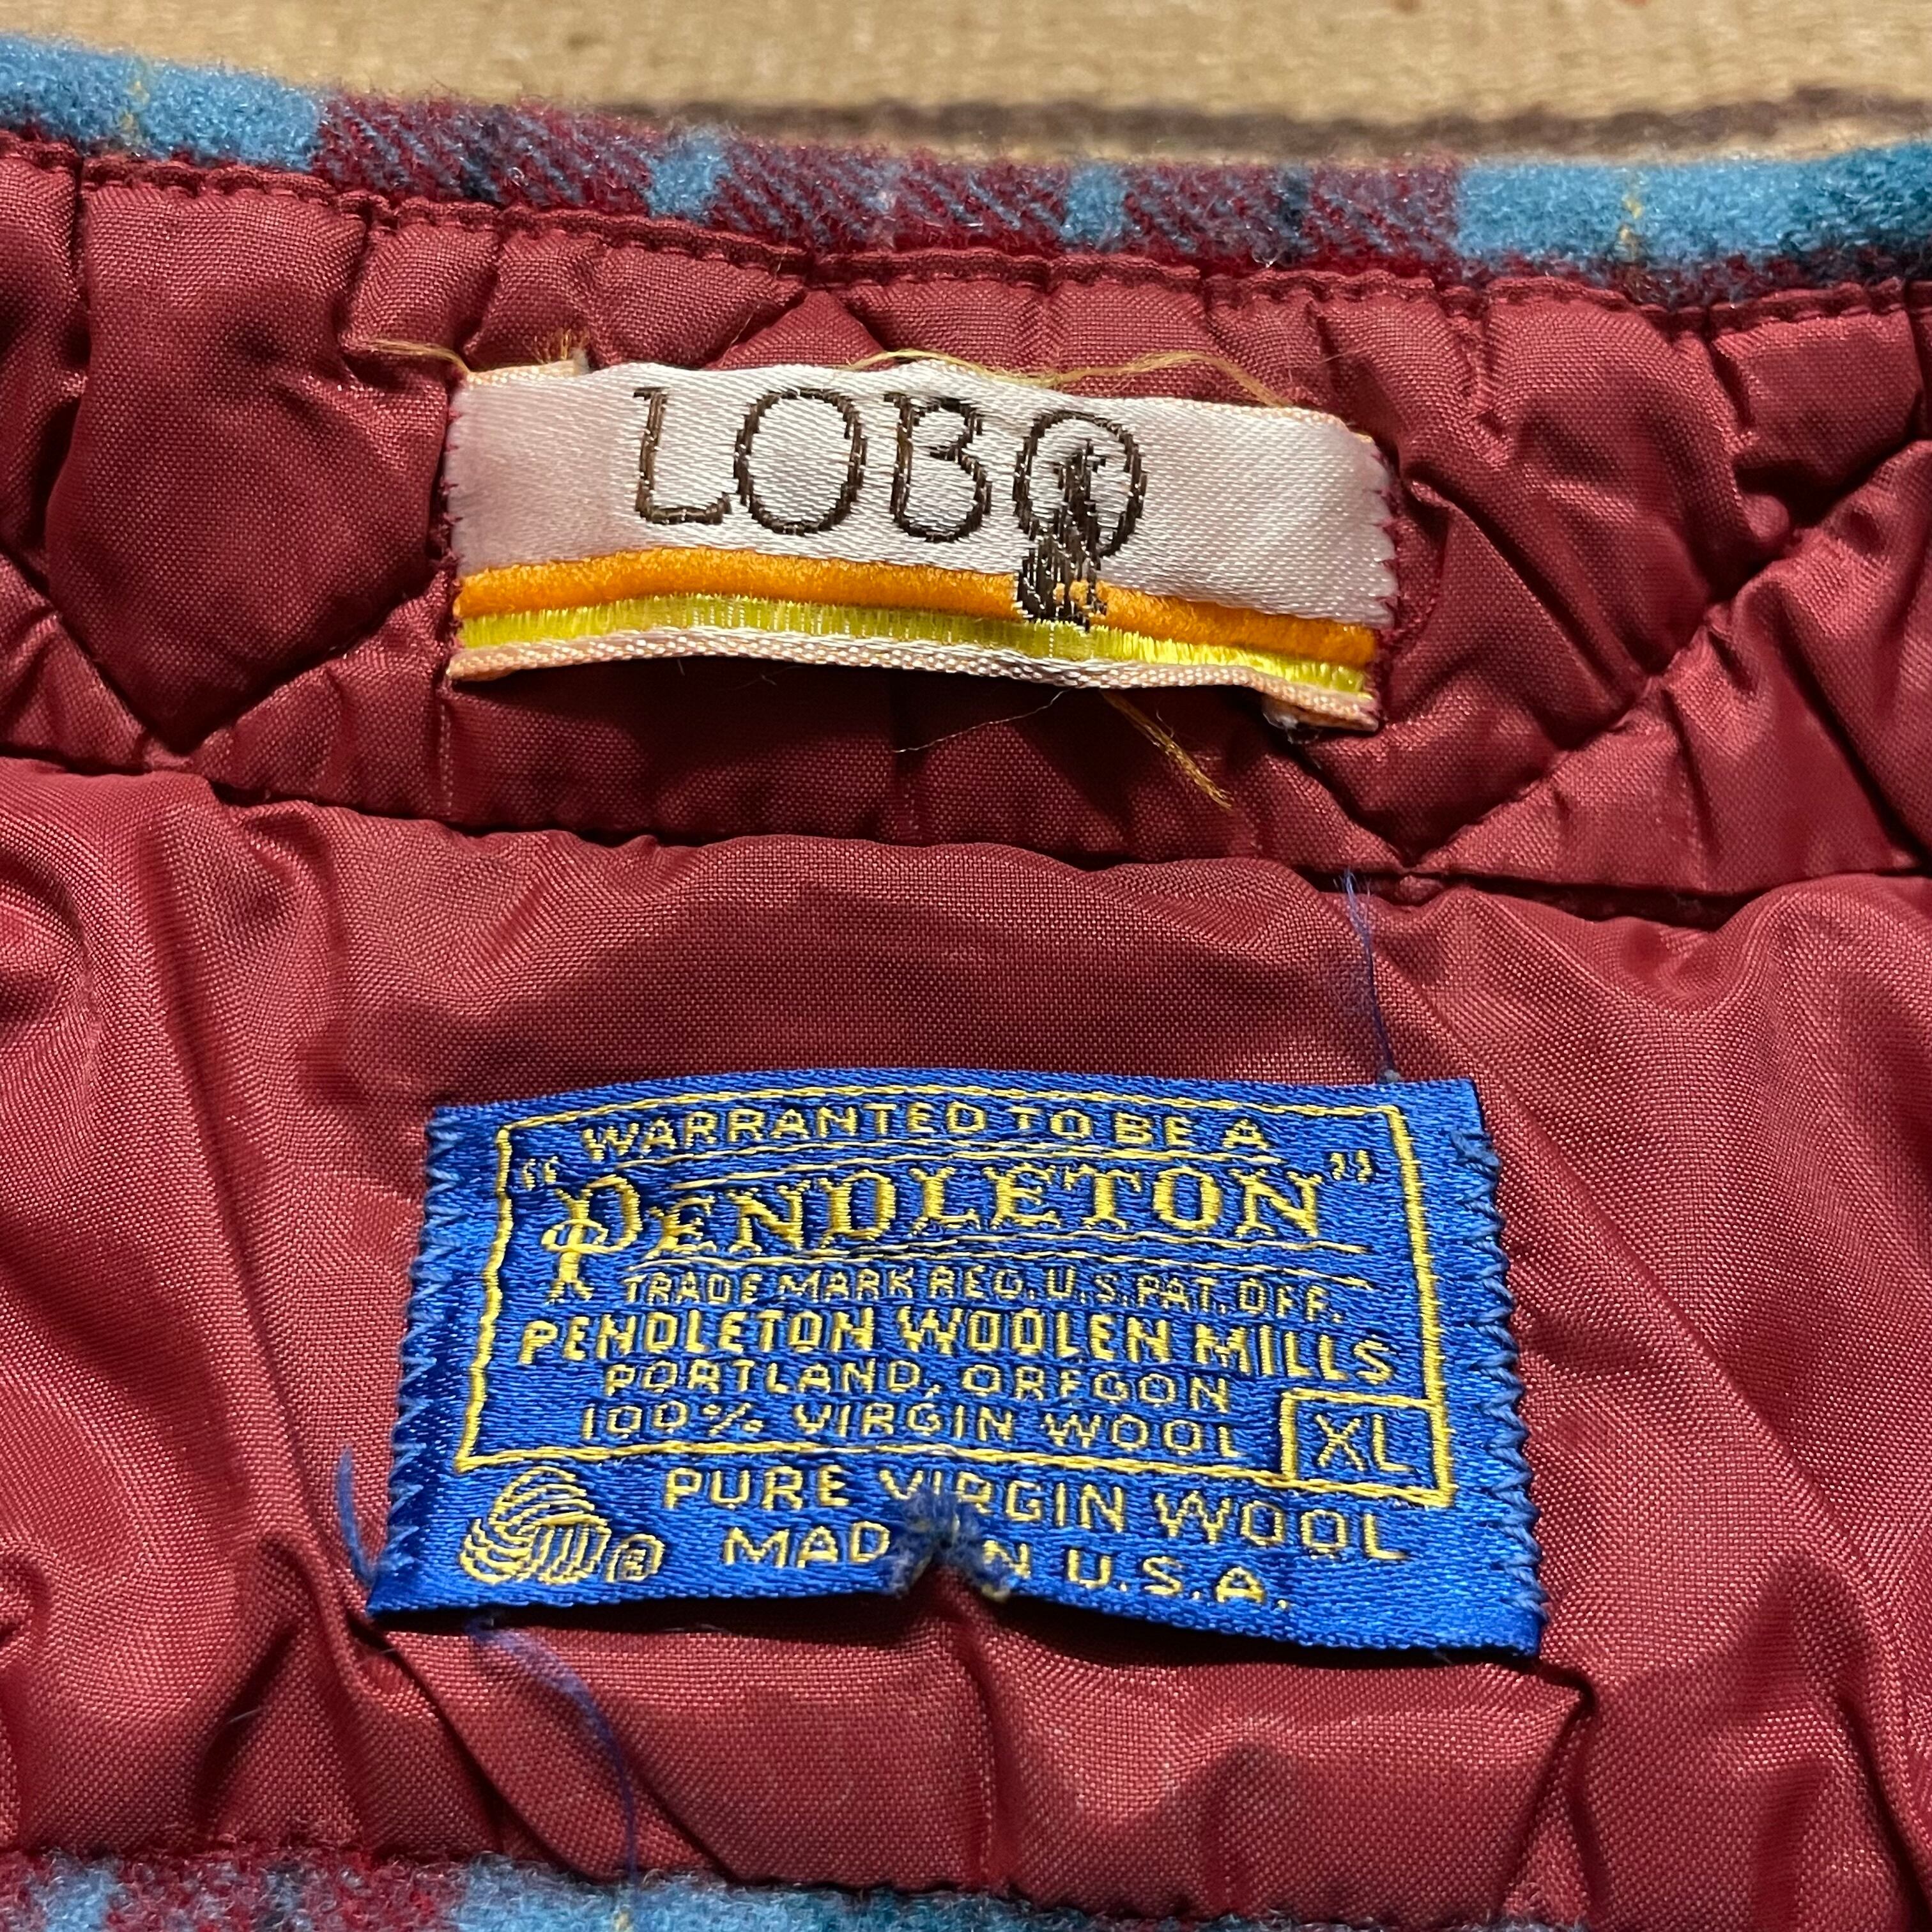 LOBO
WARRANTED TO BE A
"PENDLETON"
TRADE MARK REG. U.S. PAT. OFF.
PENDLETON WOOLEN MILLS
PORTLAND, OREGON
100% VIRGIN WOOL XL
PURE VIRGIN WOOL
® MAD N U.S.A.